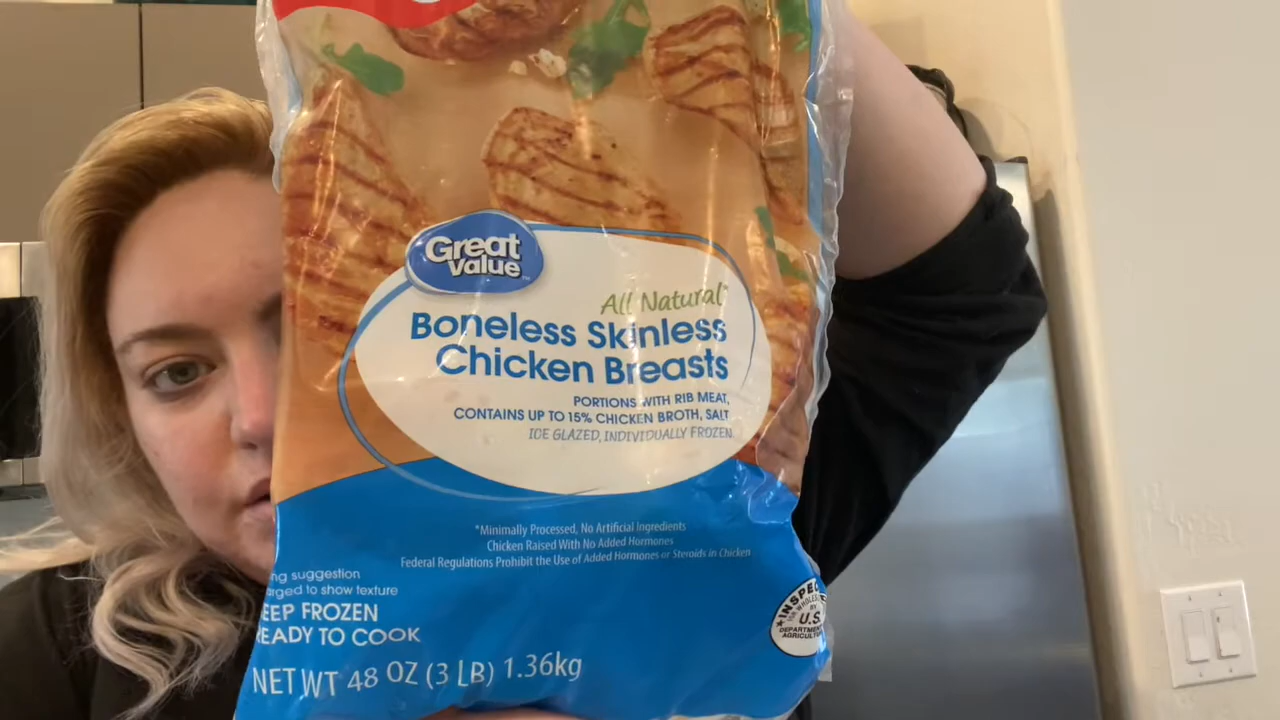 Great
Value
All Natural*
Boneless Skinless
Chicken Breasts
PORTIONS WITH RIB MEAT,
CONTAINS UP TO 15% CHICKEN BROTH, SALT
ICE GLAZED, INDIVIDUALLY FROZEN
*Minimally Processed, No Artificial Ingredients
Chicken Raised With No Added Hormones
Federal Regulations Prohibit the Use of Added Hormones or Steroids in Chicken
ng suggestion
arged to show texture
EEP FROZEN
READY TO COOK
NET WT 48 OZ (3 LB) 1.36kg
INSPEC
U.S.
DEPARTMEN
AGRICULTU